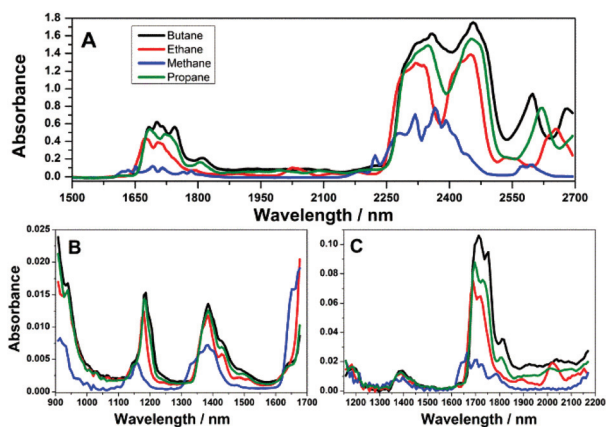 A
Butane
Ethane
Methane
Propane
Absorbance
1.8
1.6
1.4
1.2
1.0
0.8
0.6
0.4
0.2
0.0
1500 1650 1800 1950 2100 2250 2400 2550 2700
Wavelength / nm
B
Absorbance
0.025
0.020
0.015
0.010
0.005
0.000
900 1000 1100 1200 1300 1400 1500 1600 1700
Wavelength / nm
C
0.10
0.08
0.06
0.04
0.02
0.00
1200 1300 1400 1500 1600 1700 1800 1900 2000 2100 2200
Wavelength / nm